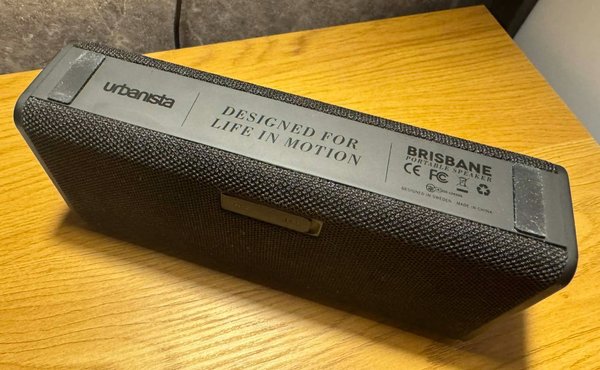 urbanista
DESIGNED FOR
LIFE IN MOTION
BRISBANE
PORTABLE SPEAKER
CE FC
DESIGNED IN SWEDEN MADE IN CHINA